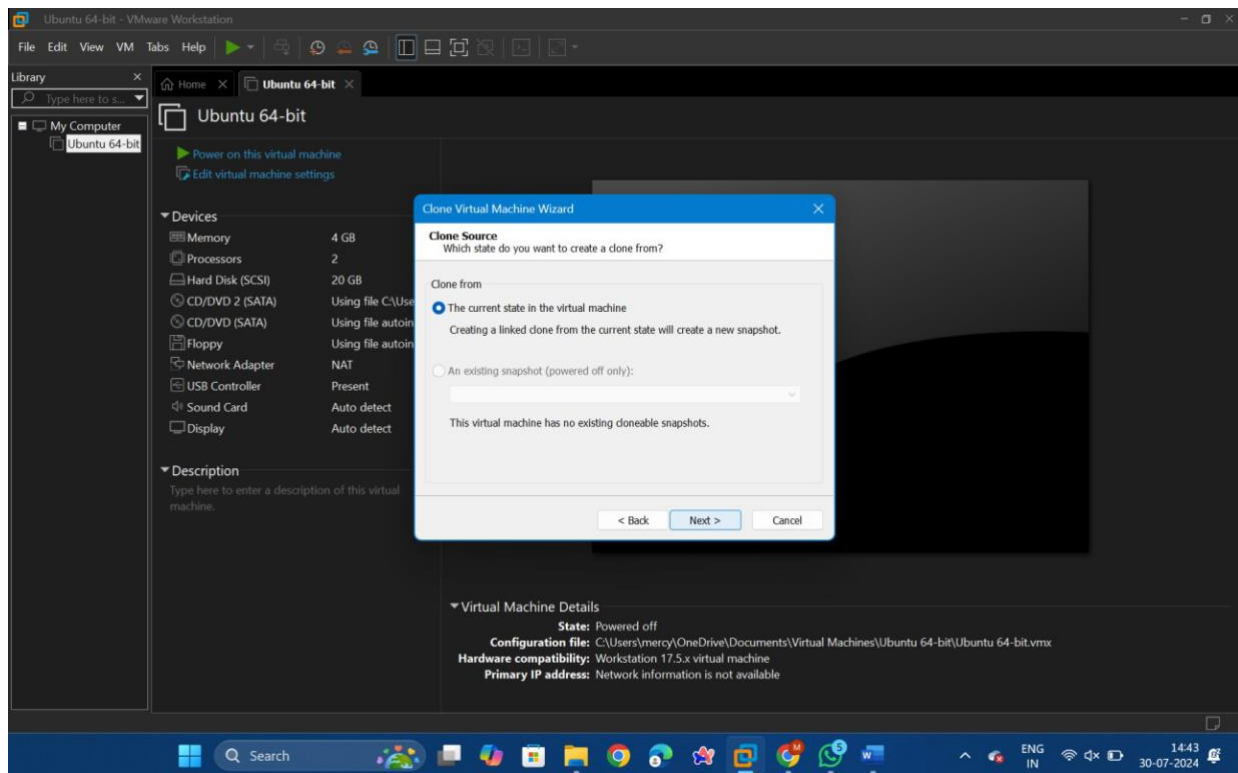 Ubuntu 64-bit - VMware Workstation
File Edit View VM Tabs Help
Library
Type here to s...
My Computer
Ubuntu 64-bit
Home
Ubuntu 64-bit
Ubuntu 64-bit
Power on this virtual machine
Edit virtual machine settings
Devices
Memory 4 GB
Processors 2
Hard Disk (SCSI) 20 GB
CD/DVD 2 (SATA) Using file C:\Use
CD/DVD (SATA) Using file autoin
Floppy Using file autoin
Network Adapter NAT
USB Controller Present
Sound Card Auto detect
Display Auto detect
Description
Type here to enter a description of this virtual
machine.
Clone Virtual Machine Wizard
Clone Source
Which state do you want to create a clone from?
Clone from
The current state in the virtual machine
Creating a linked clone from the current state will create a new snapshot.
An existing snapshot (powered off only):
This virtual machine has no existing cloneable snapshots.
< Back Next > Cancel
Virtual Machine Details
State: Powered off
Configuration file: C:\Users\mercy\OneDrive\Documents\Virtual Machines\Ubuntu 64-bit\Ubuntu 64-bit.vmx
Hardware compatibility: Workstation 17.5.x virtual machine
Primary IP address: Network information is not available
Search
ENG
IN
14:43
30-07-2024